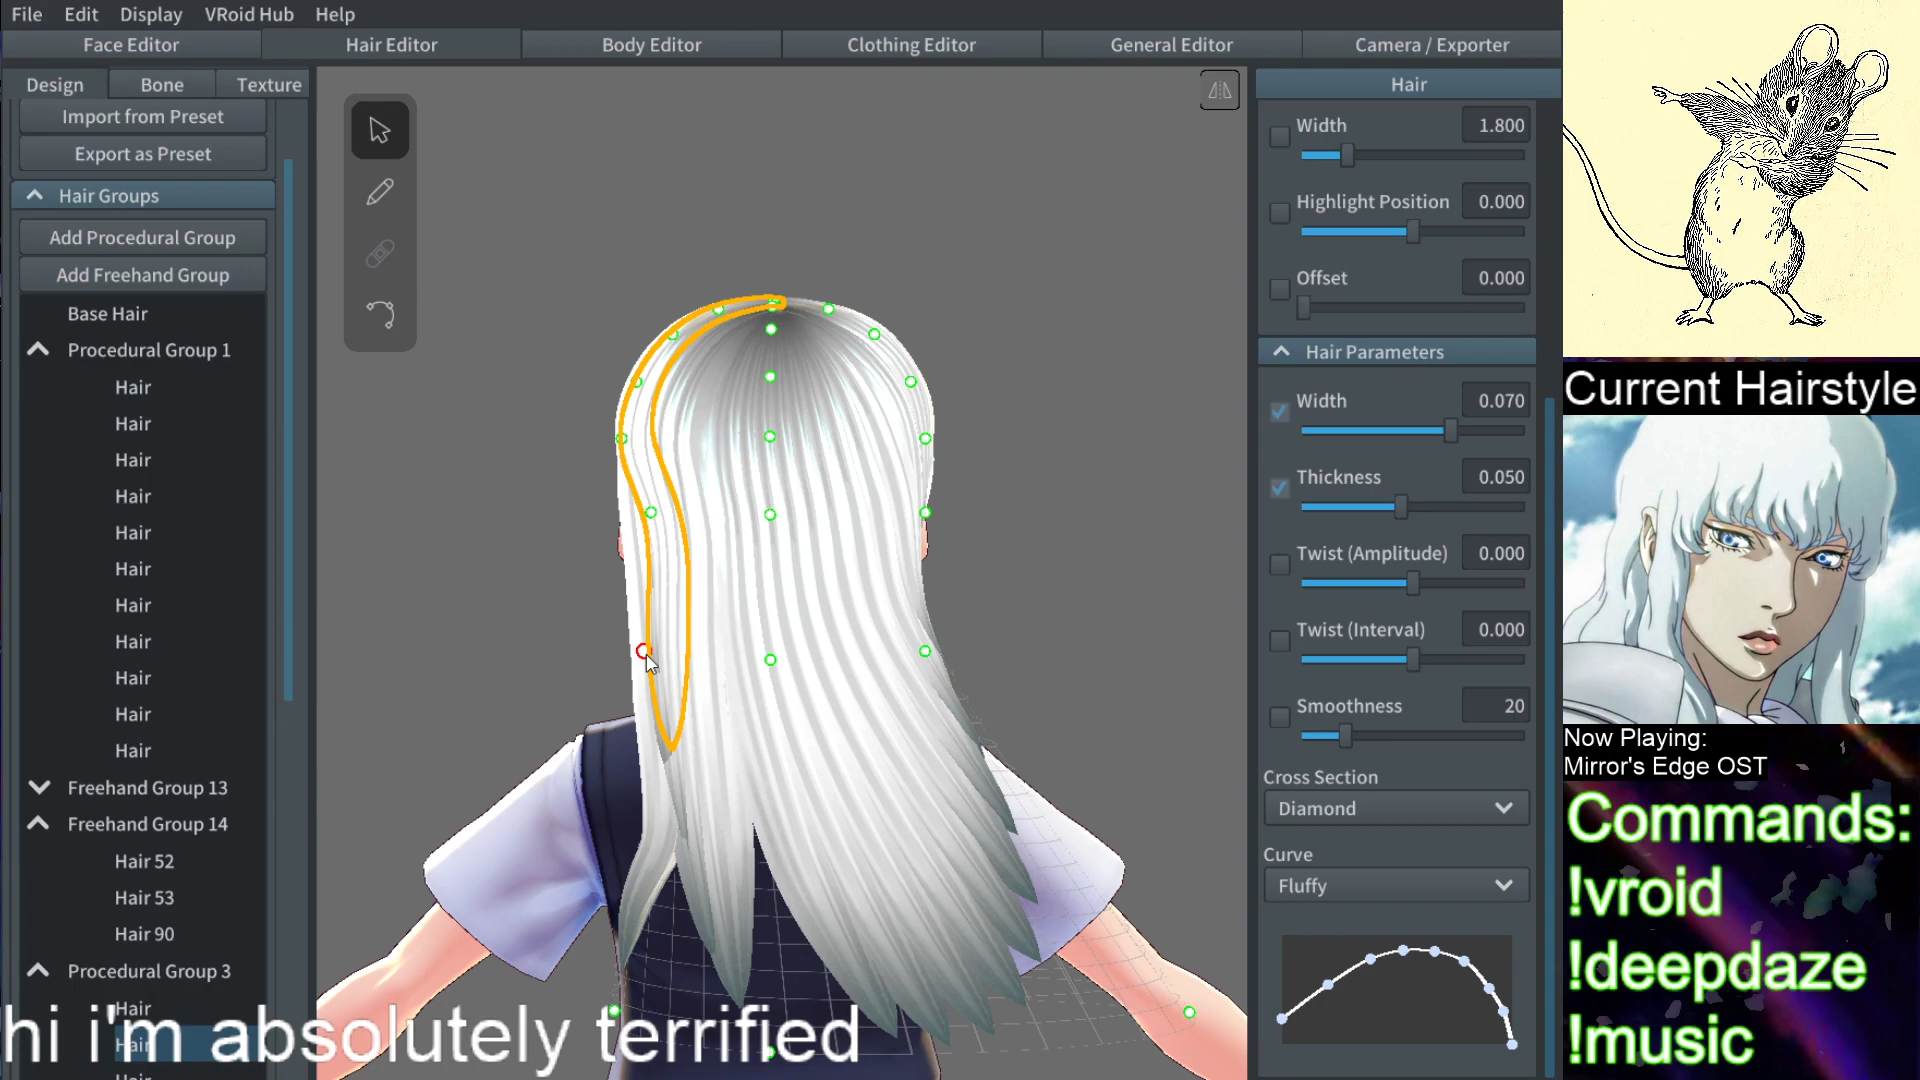 File Edit Display VRoid Hub Help
Face Editor Hair Editor Body Editor Clothing Editor General Editor Camera / Exporter
Design Bone Texture
Import from Preset
Export as Preset
Hair Groups
Add Procedural Group
Add Freehand Group
Base Hair
Procedural Group 1
Hair
Hair
Hair
Hair
Hair
Hair
Hair
Hair
Hair
Hair
Hair
Freehand Group 13
Freehand Group 14
Hair 52
Hair 53
Hair 90
Procedural Group 3
Hair
Hair
hi i'm absolutely terrified
Hair
Width 1.800
Highlight Position 0.000
Offset 0.000
Hair Parameters
Width 0.070
Thickness 0.050
Twist (Amplitude) 0.000
Twist (Interval) 0.000
Smoothness 20
Cross Section
Diamond
Curve
Fluffy
Current Hairstyle
Now Playing:
Mirror's Edge OST
Commands:
!vroid
!deepdaze
!music